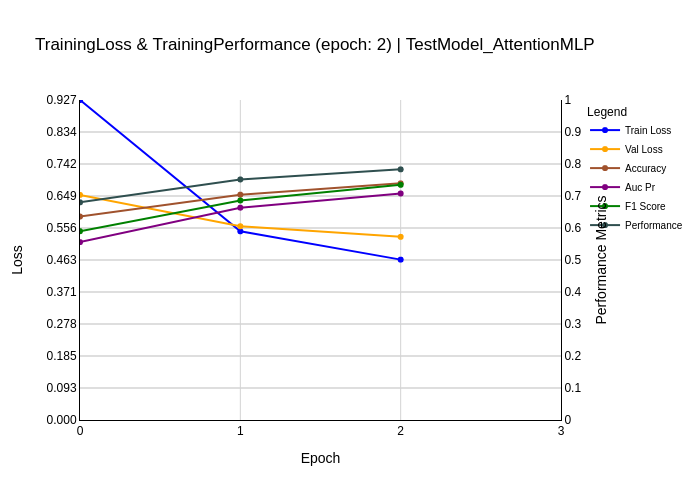 TrainingLoss & TrainingPerformance (epoch: 2) | TestModel_AttentionMLP
0.927
0.834
0.742
0.649
0.556
0.463
0.371
0.278
0.185
0.093
0.000
Loss
0 1 2 3
Epoch
1
0.9
0.8
0.7
0.6
0.5
0.4
0.3
0.2
0.1
0
Performance Metrics
Legend
Train Loss
Val Loss
Accuracy
Auc Pr
F1 Score
Performance